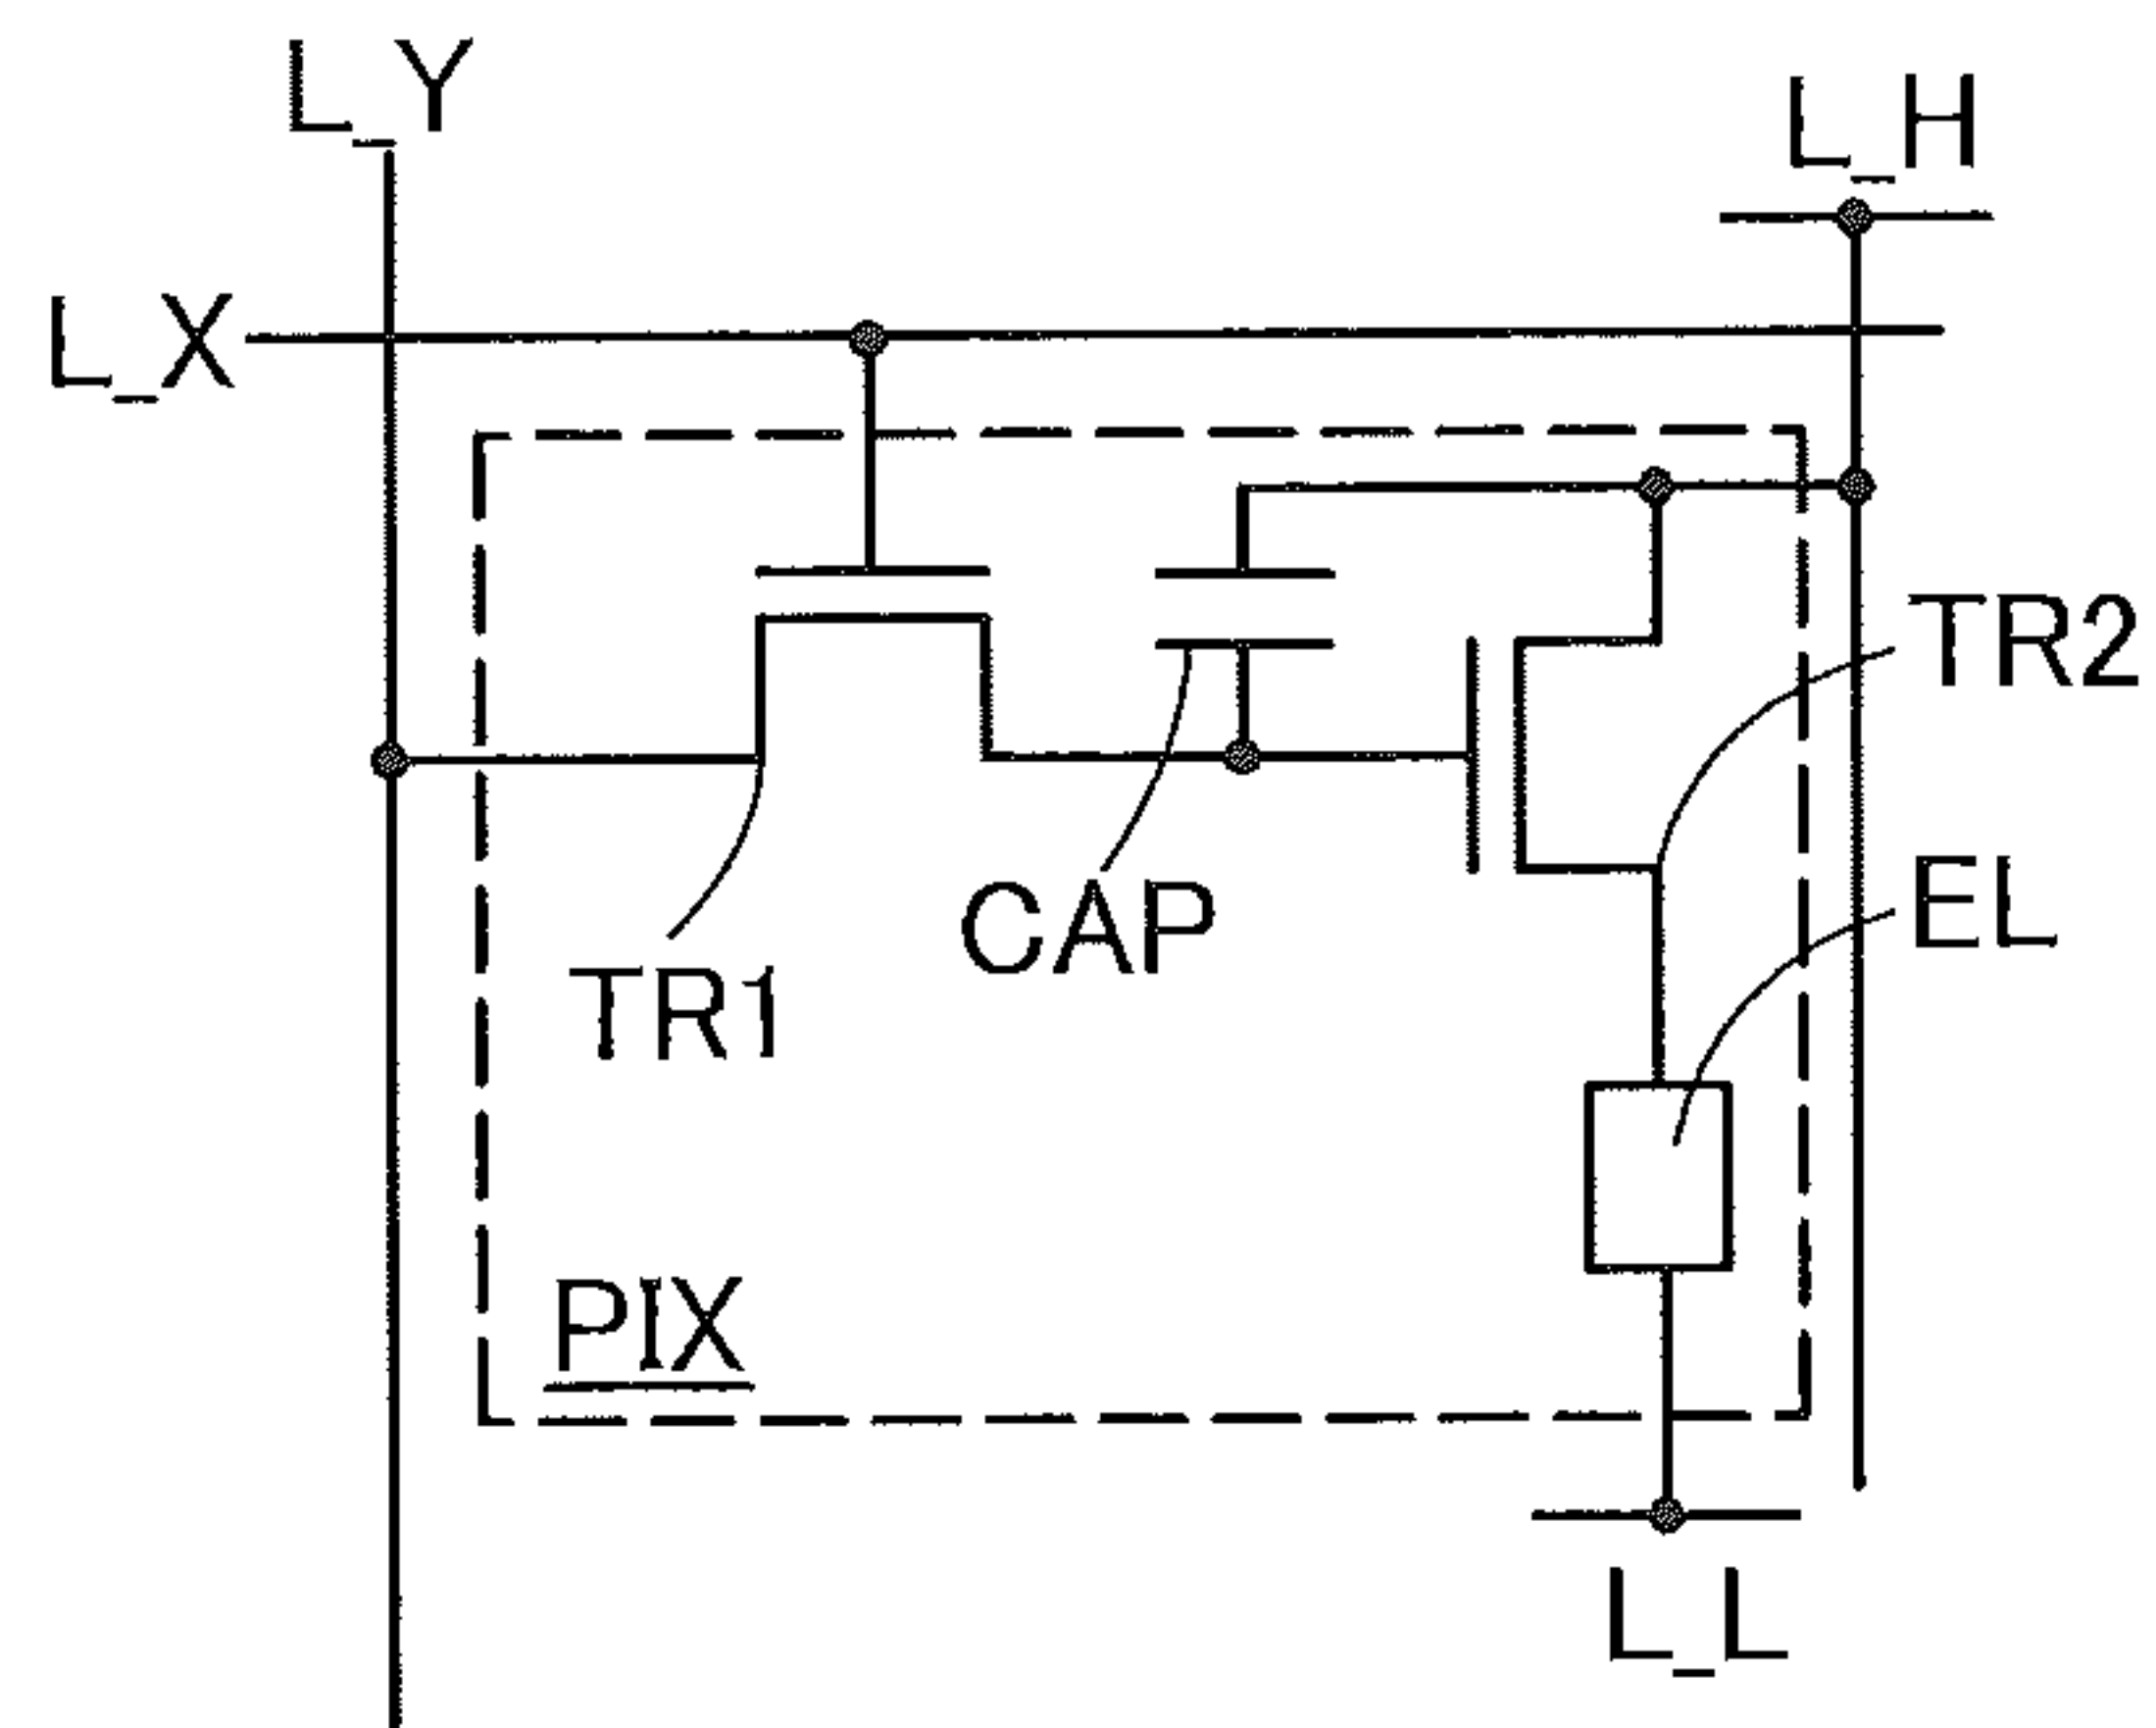 L_Y
L_H
L_X
TR2
EL
CAP
TR1
PIX
L_L